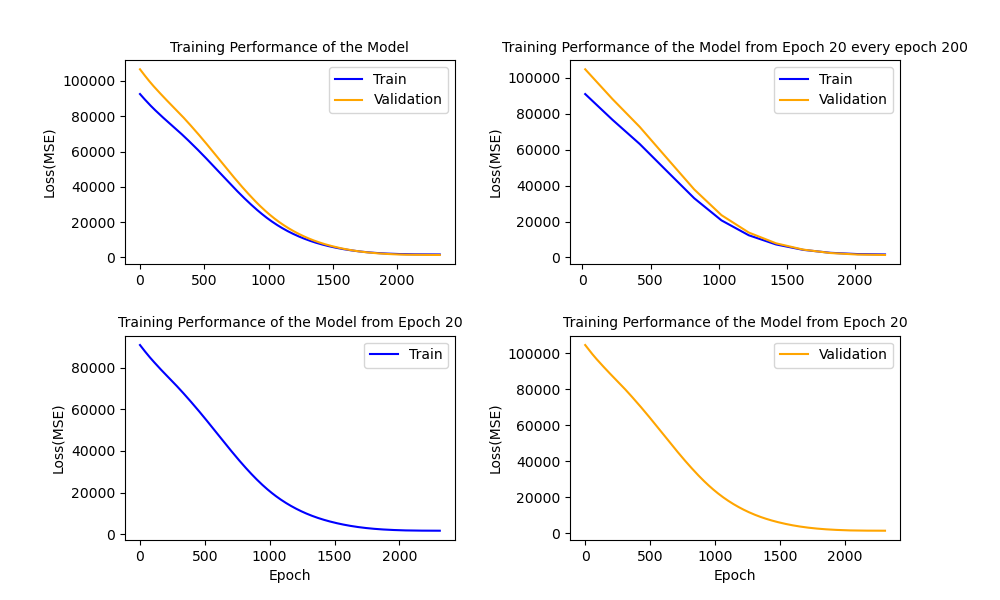 Training Performance of the Model
Loss(MSE)
100000
80000
60000
40000
20000
0
0 500 1000 1500 2000
Train
Validation
Training Performance of the Model from Epoch 20 every epoch 200
Loss(MSE)
100000
80000
60000
40000
20000
0
0 500 1000 1500 2000
Train
Validation
Training Performance of the Model from Epoch 20
Loss(MSE)
80000
60000
40000
20000
0
0 500 1000 1500 2000
Epoch
Train
Training Performance of the Model from Epoch 20
Loss(MSE)
100000
80000
60000
40000
20000
0
0 500 1000 1500 2000
Epoch
Validation